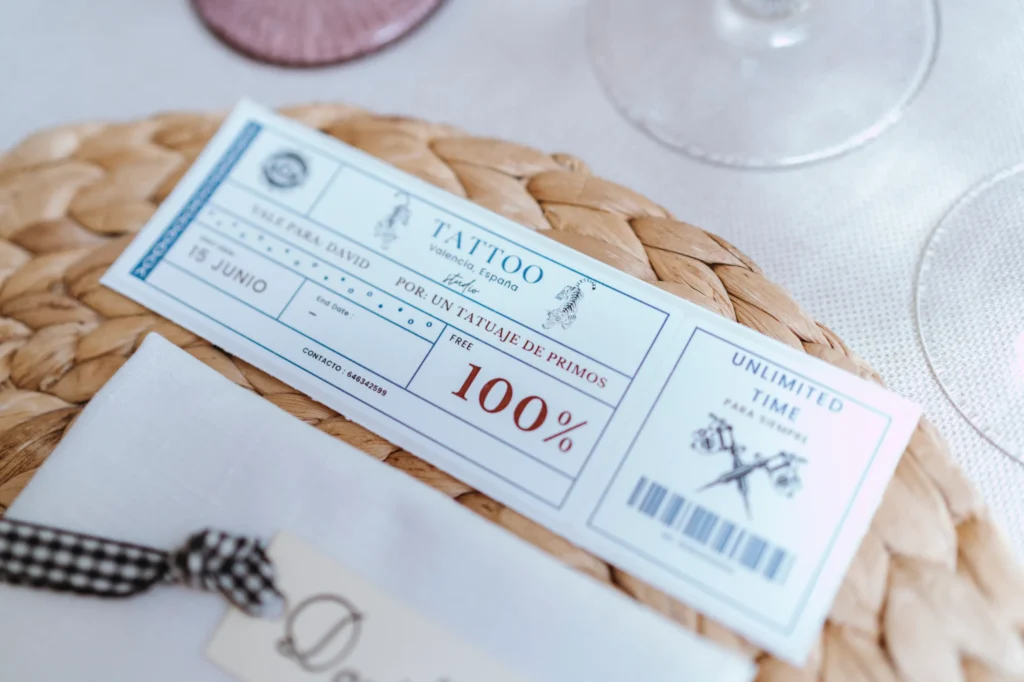 TATTOO
Valencia, España
studio
VALE PARA: DAVID
POR: UN TATUAJE DE PRIMOS
15 JUNIO
End Date :
–
CONTACTO : 646342599
FREE
100%
UNLIMITED
TIME
PARA SIEMPRE